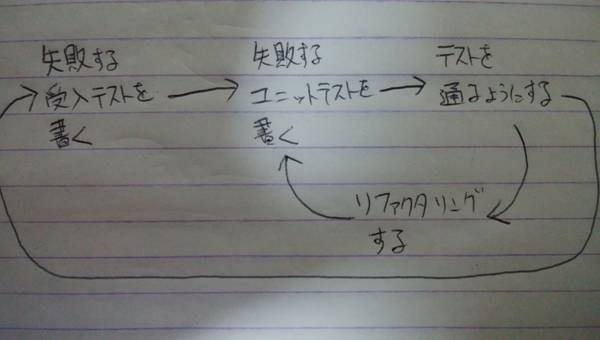 失敗する
受入テストを
書く
失敗する
ユニットテストを
書く
テストを
通るようにする
リファクタリング
する